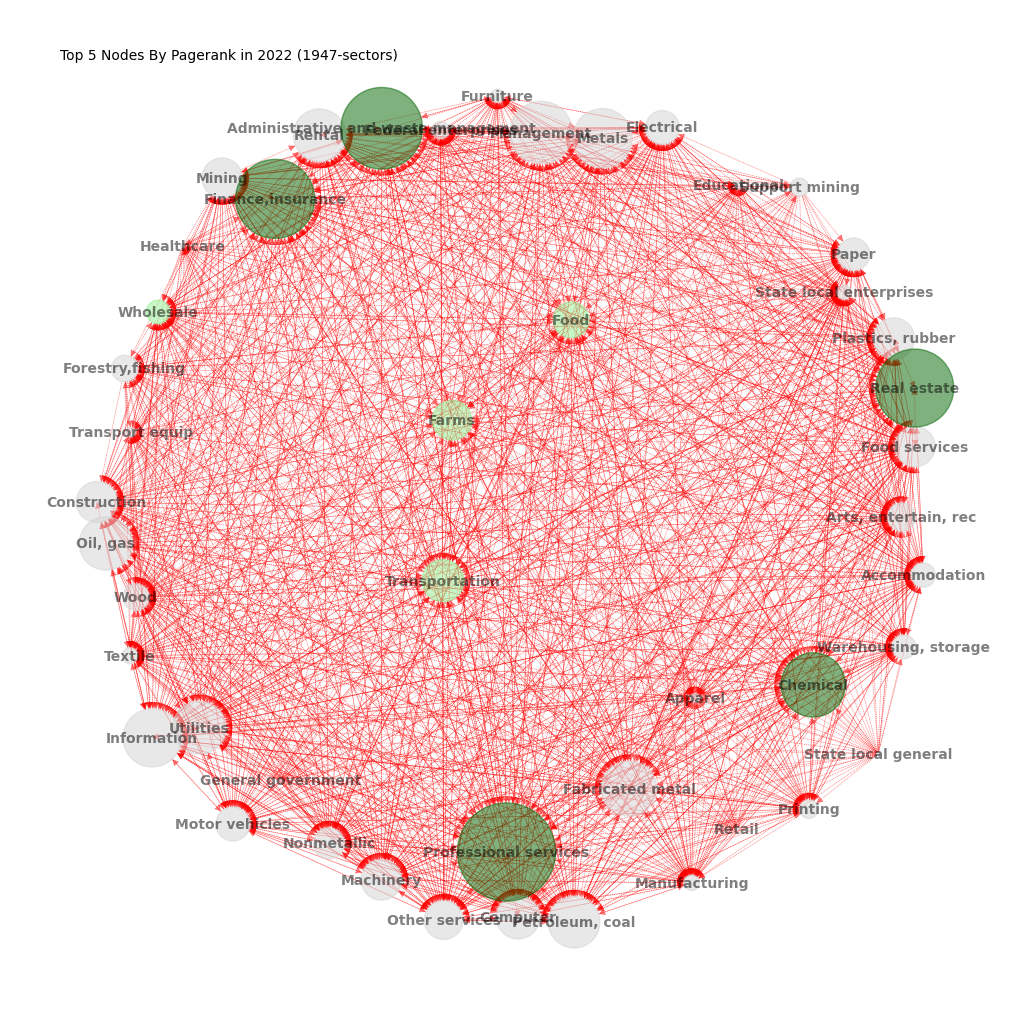 Top 5 Nodes By Pagerank in 2022 (1947-sectors)
Furniture
Administrative and waste management
Federal enterprises
Rental
Management
Metals
Electrical
Mining
Finance,insurance
Educational
Support mining
Healthcare
Paper
State local enterprises
Wholesale
Food
Plastics, rubber
Forestry,fishing
Real estate
Farms
Transport equip
Food services
Construction
Arts, entertain, rec
Oil, gas
Transportation
Accommodation
Wood
Textile
Warehousing, storage
Chemical
Apparel
Utilities
Information
State local general
General government
Fabricated metal
Printing
Motor vehicles
Retail
Nonmetallic
Professional services
Machinery
Manufacturing
Other services
Computer
Petroleum, coal